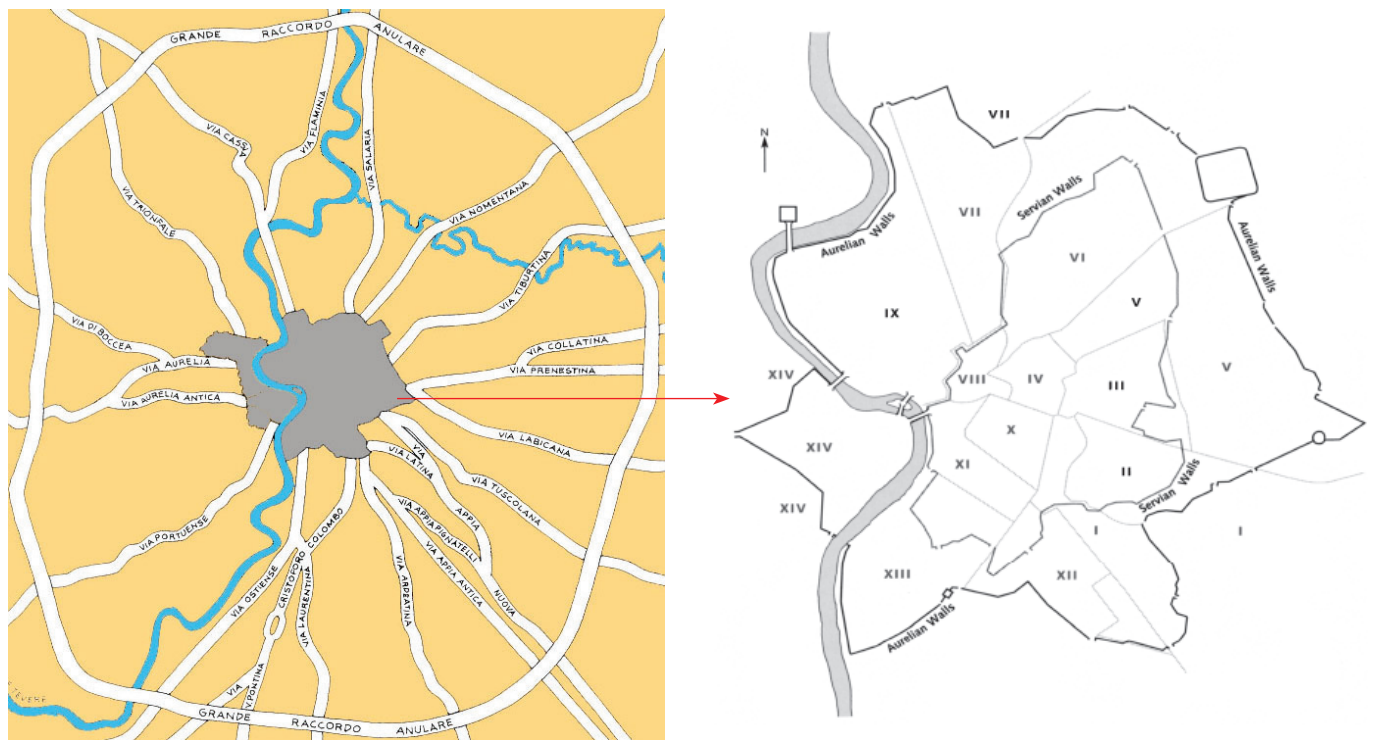 GRANDE RACCORDO ANULARE
VIA CASSIA
VIA FLAMINIA
VIA SALARIA
VIA TRIONFALE
VIA NOMENTANA
VIA TIBURTINA
VIA DI BOCCEA
VIA AURELIA
VIA COLLATINA
VIA PRENESTINA
VIA AURELIA ANTICA
VIA LABICANA
VIA LATINA
VIA
APPIA
VIA TUSCOLANA
VIA APPIA PIGNATELLI
NUOVA
VIA APPIA ANTICA
VIA PORTUENSE
VIA OSTIENSE
CRISTOFORO COLOMBO
VIA LAURENTINA
VIA ARDEATINA
VIA
V. PONTINA
TEVERE
GRANDE RACCORDO ANULARE
N
VII
VII
Servian Walls
Aurelian Walls
VI
Aurelian Walls
V
IX
XIV
VIII
IV
III
V
X
XIV
XI
II
Servian Walls
XIV
I
I
XIII
XII
Aurelian Walls